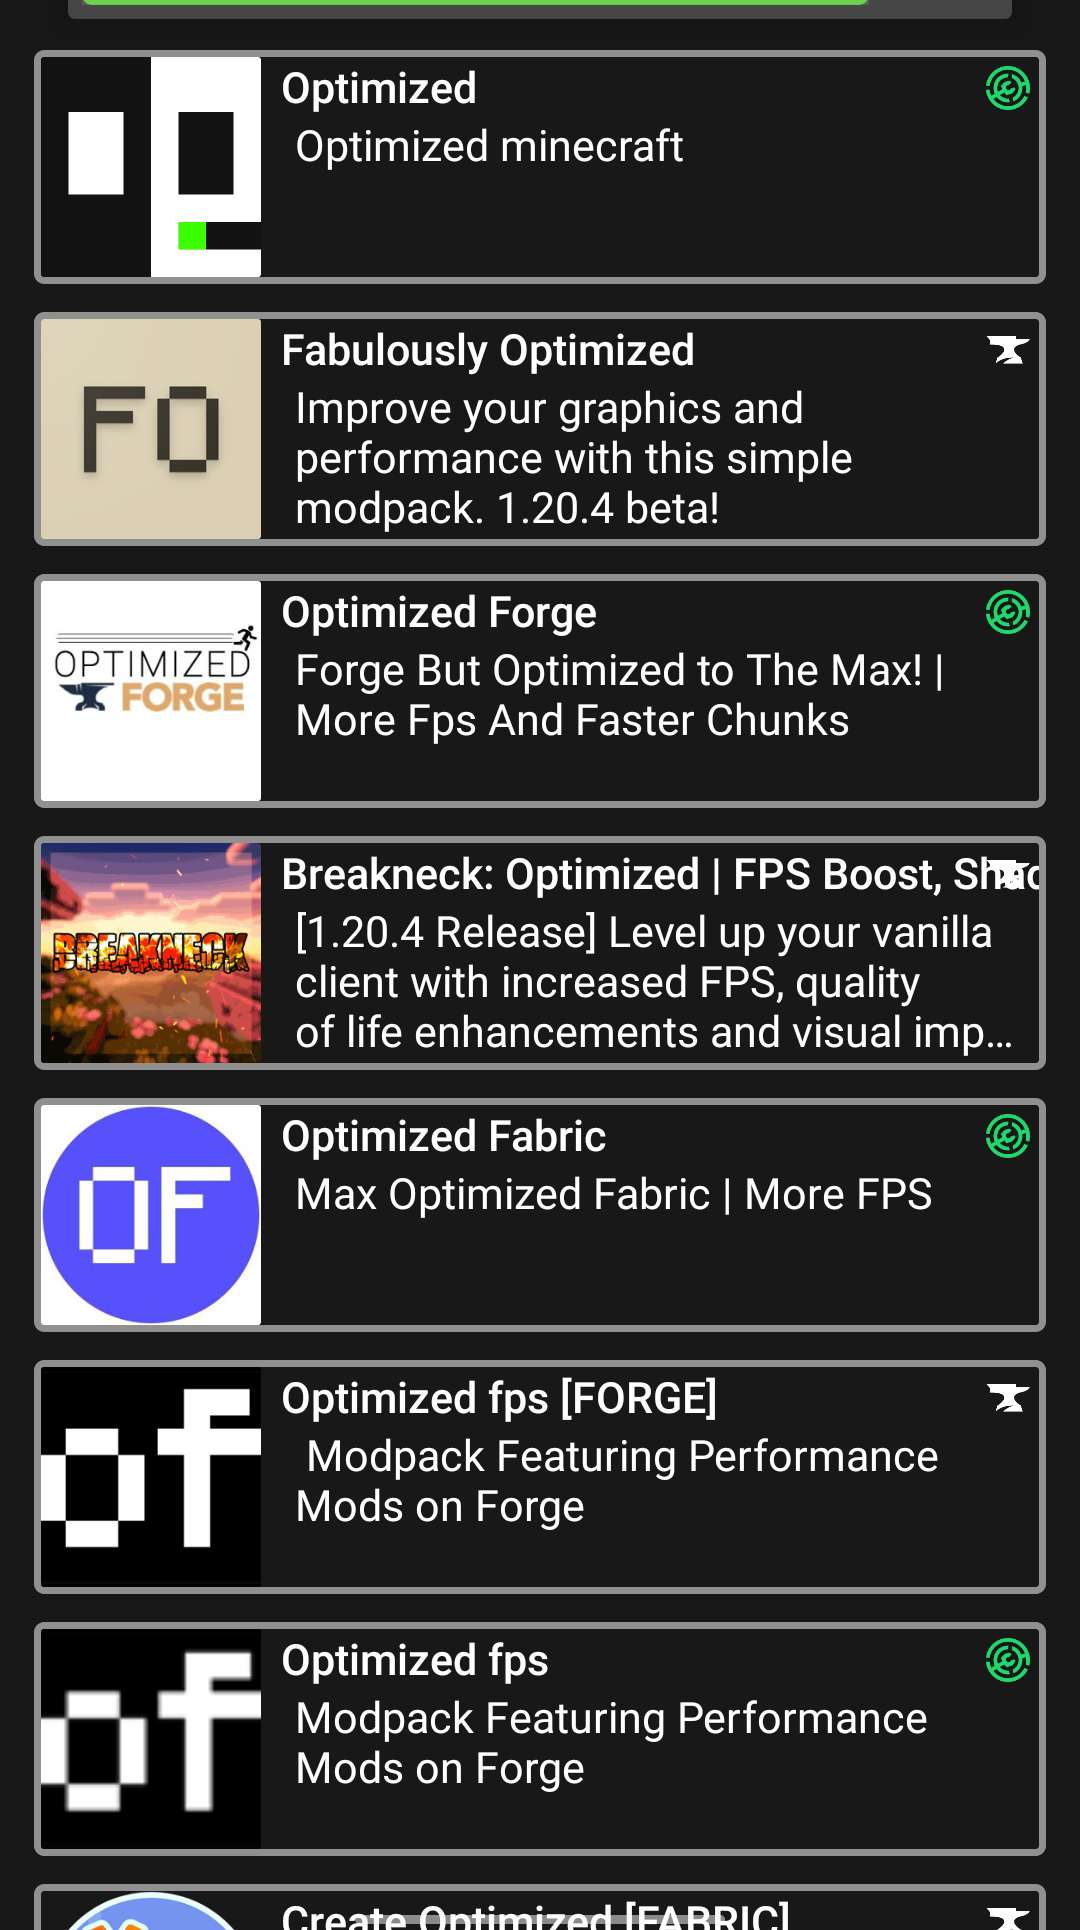 Optimized
Optimized minecraft
FO
Fabulously Optimized
Improve your graphics and
performance with this simple
modpack. 1.20.4 beta!
OPTIMIZED
FORGE
Optimized Forge
Forge But Optimized to The Max! |
More Fps And Faster Chunks
BREAKNECK
Breakneck: Optimized | FPS Boost,
[1.20.4 Release] Level up your vanilla
client with increased FPS, quality
of life enhancements and visual imp...
OF
Optimized Fabric
Max Optimized Fabric | More FPS
of
Optimized fps [FORGE]
Modpack Featuring Performance
Mods on Forge
of
Optimized fps
Modpack Featuring Performance
Mods on Forge
Create Optimized [FABRIC]